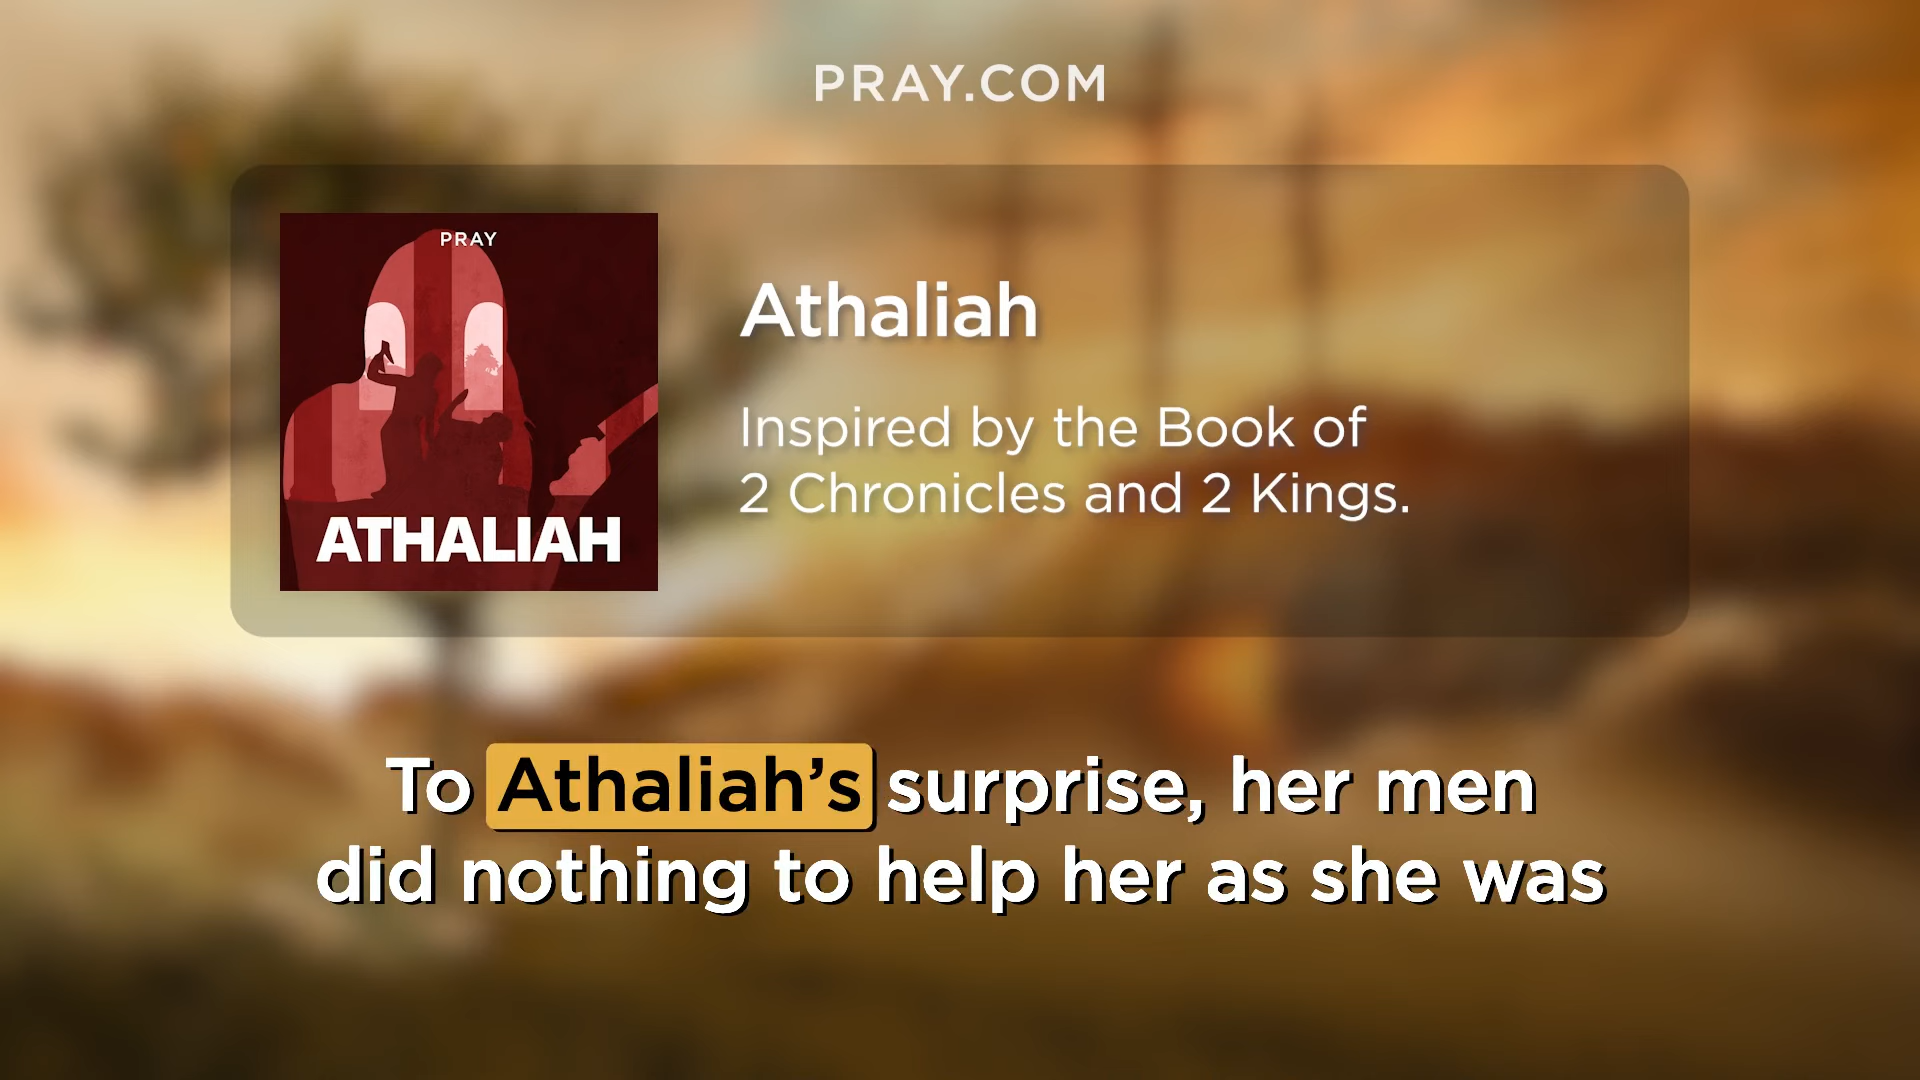 PRAY.COM
PRAY
ATHALIAH
Athaliah
Inspired by the Book of
2 Chronicles and 2 Kings.
To Athaliah’s surprise, her men
did nothing to help her as she was